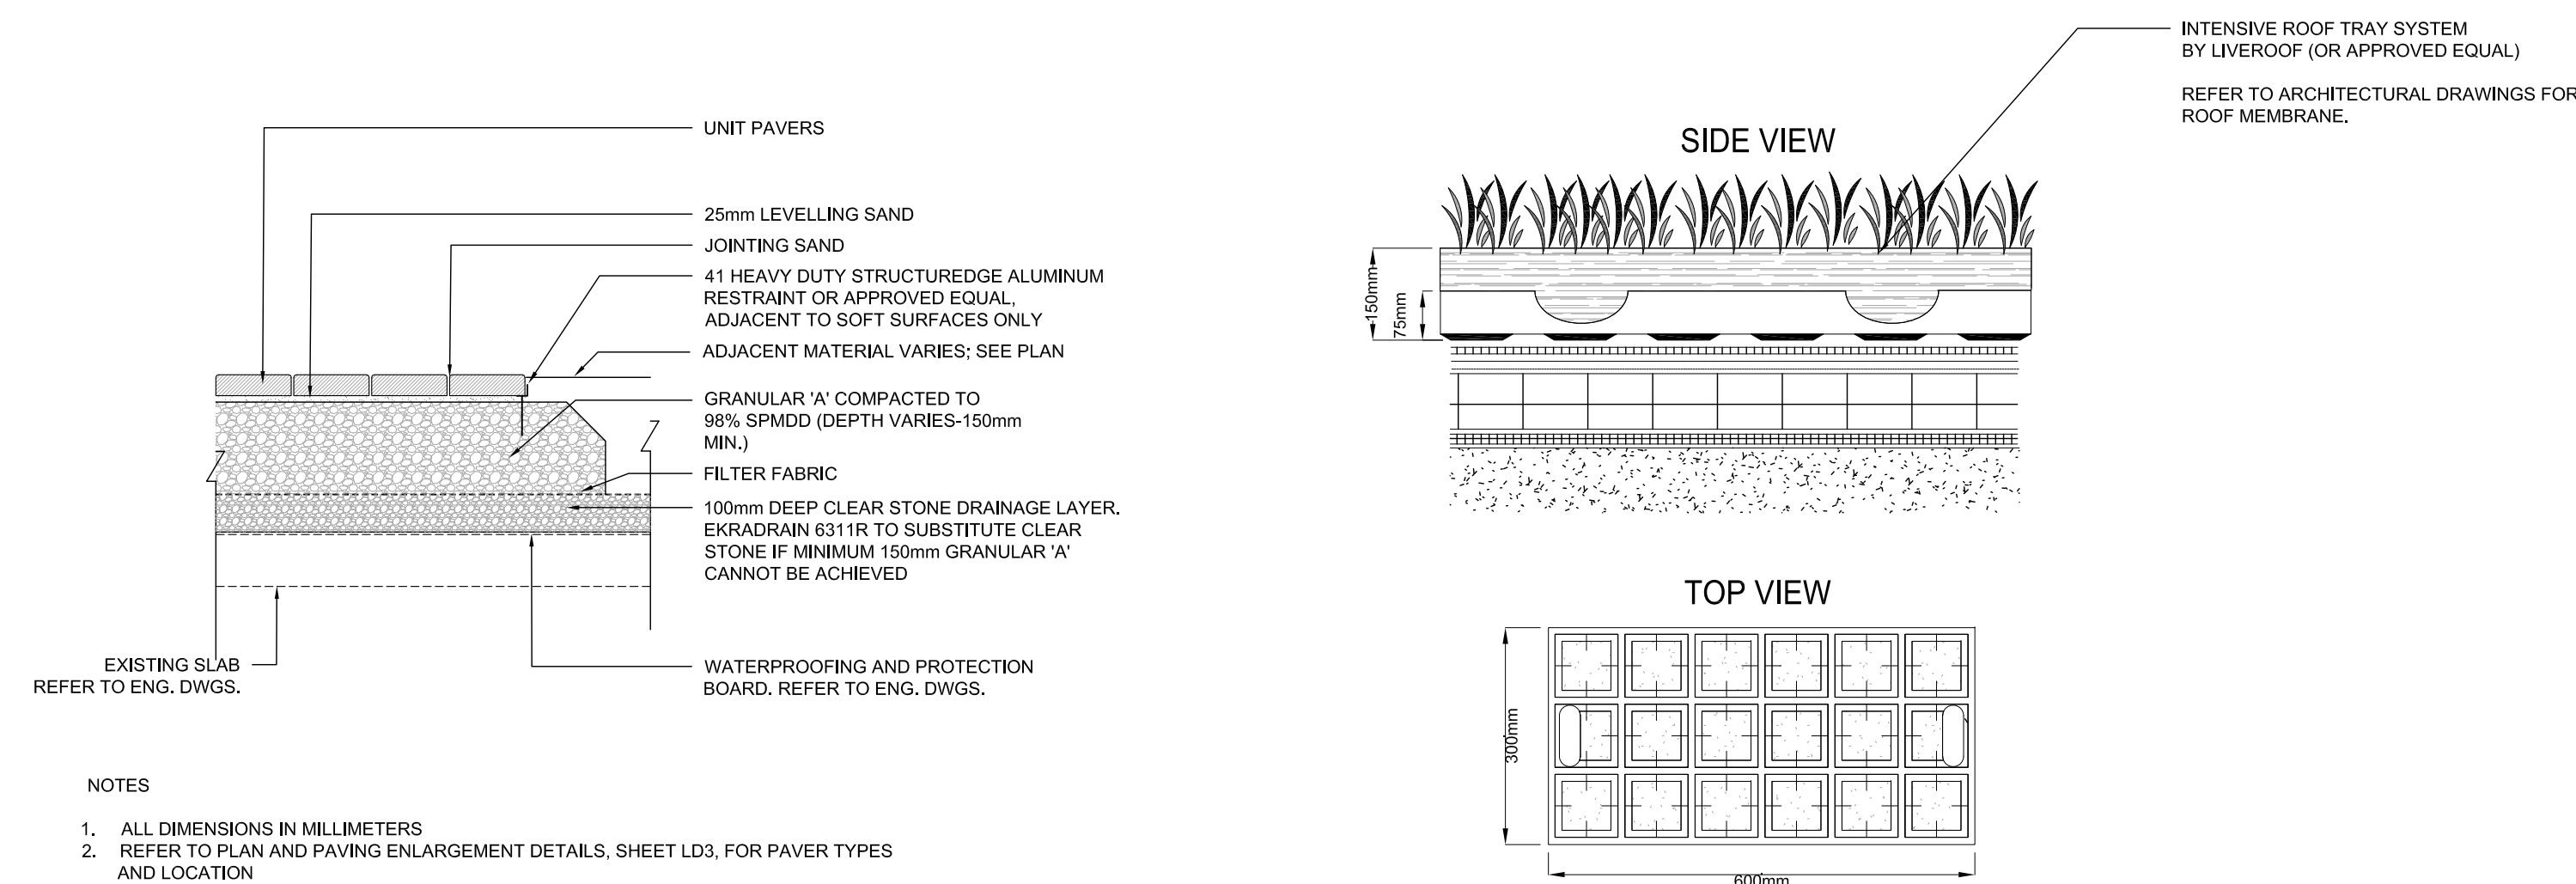 UNIT PAVERS
25mm LEVELLING SAND
JOINTING SAND
41 HEAVY DUTY STRUCTUREDGE ALUMINUM
RESTRAINT OR APPROVED EQUAL,
ADJACENT TO SOFT SURFACES ONLY
ADJACENT MATERIAL VARIES; SEE PLAN
GRANULAR 'A' COMPACTED TO
98% SPMDD (DEPTH VARIES-150mm
MIN.)
FILTER FABRIC
100mm DEEP CLEAR STONE DRAINAGE LAYER.
EKRADRAIN 6311R TO SUBSTITUTE CLEAR
STONE IF MINIMUM 150mm GRANULAR 'A'
CANNOT BE ACHIEVED
EXISTING SLAB
REFER TO ENG. DWGS.
WATERPROOFING AND PROTECTION
BOARD. REFER TO ENG. DWGS.
NOTES
1. ALL DIMENSIONS IN MILLIMETERS
2. REFER TO PLAN AND PAVING ENLARGEMENT DETAILS, SHEET LD3, FOR PAVER TYPES
AND LOCATION
INTENSIVE ROOF TRAY SYSTEM
BY LIVEROOF (OR APPROVED EQUAL)
REFER TO ARCHITECTURAL DRAWINGS FOR
ROOF MEMBRANE.
SIDE VIEW
150mm
75mm
TOP VIEW
300mm
600mm